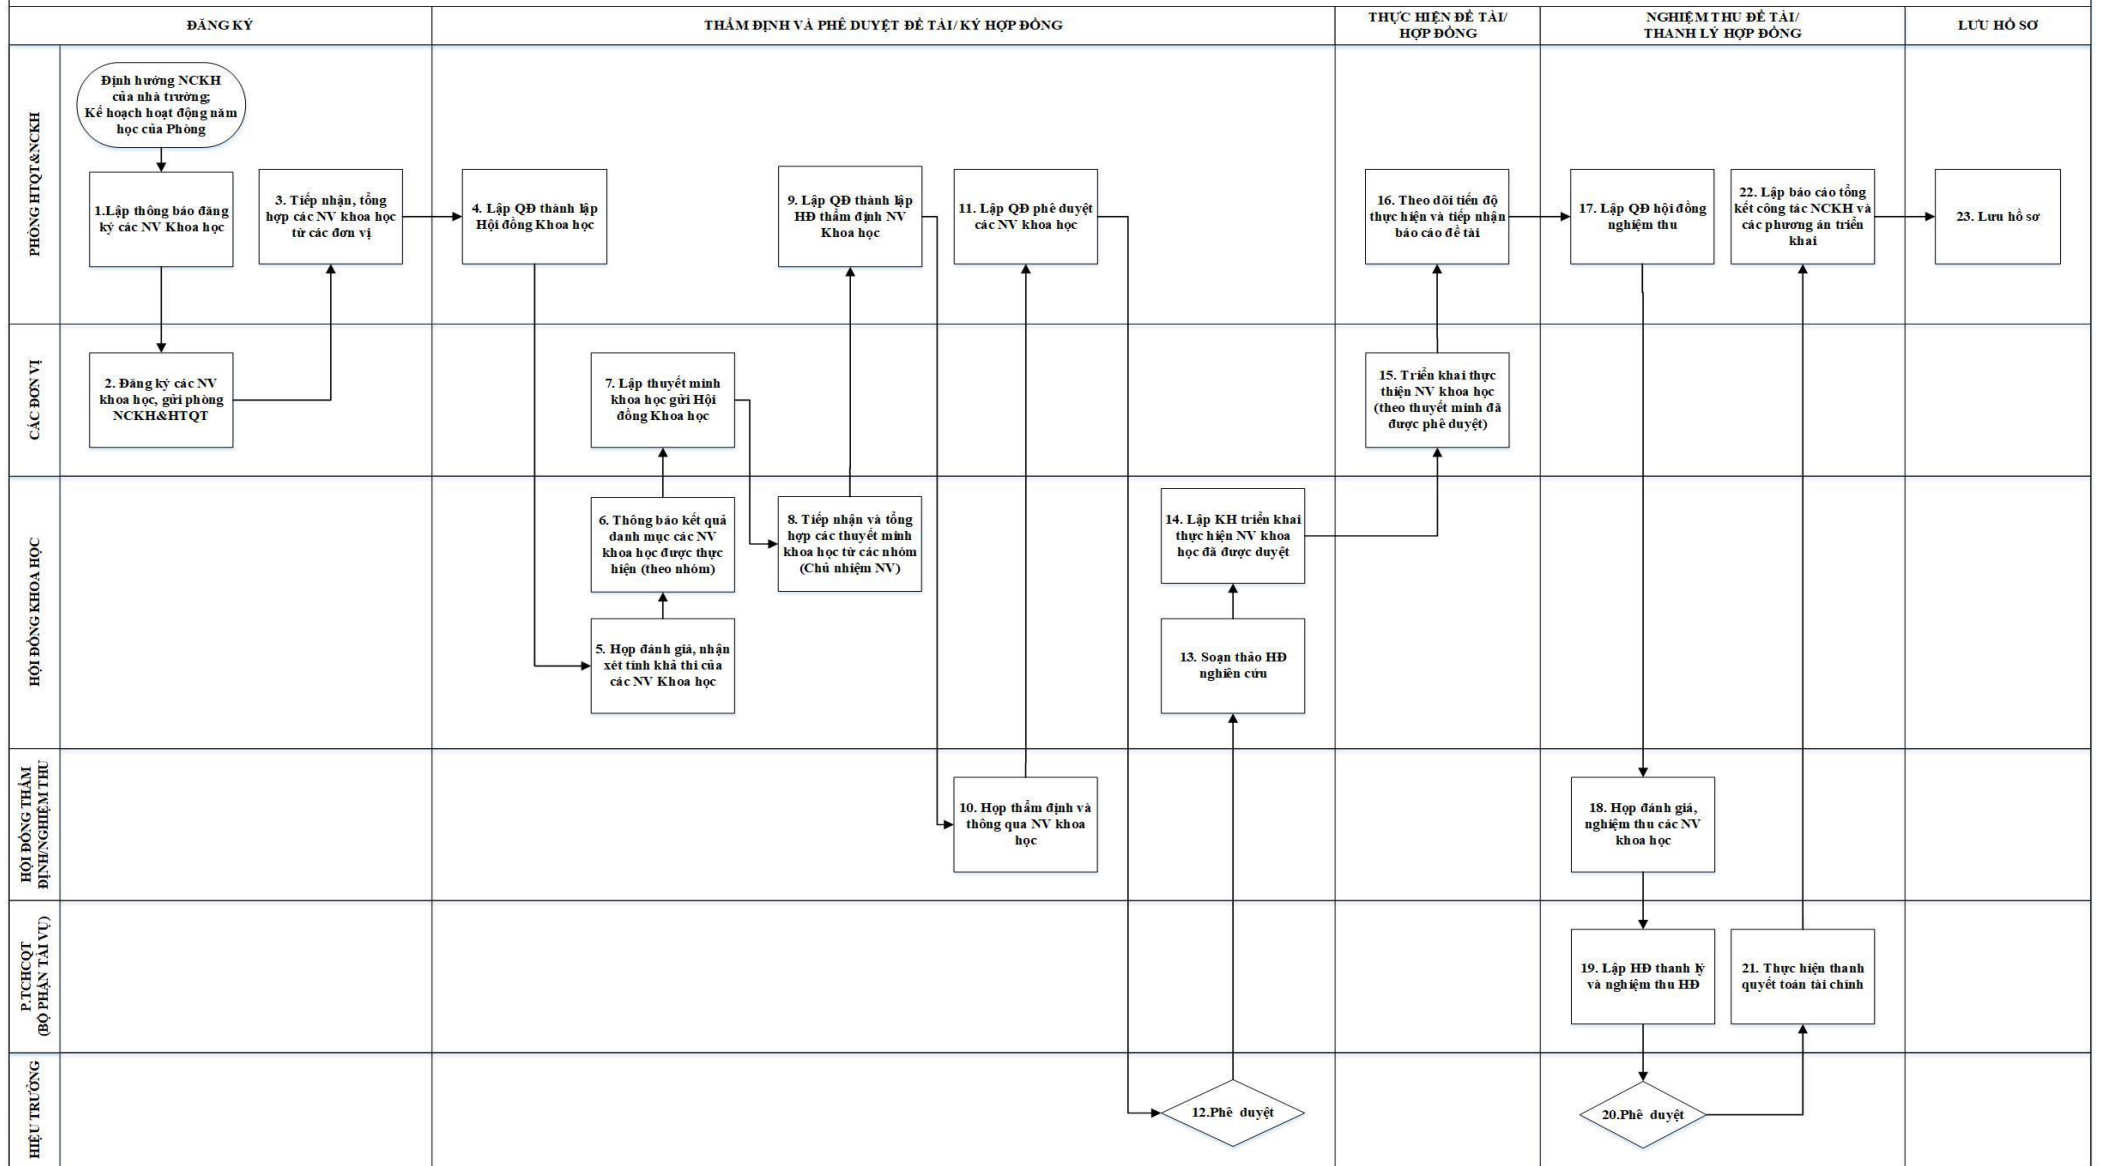 ĐĂNG KÝ
THẨM ĐỊNH VÀ PHÊ DUYỆT ĐỀ TÀI/ KÝ HỢP ĐỒNG
THỰC HIỆN ĐỀ TÀI/
HỢP ĐỒNG
NGHIỆM THU ĐỀ TÀI/
THANH LÝ HỢP ĐỒNG
LƯU HỒ SƠ
PHÒNG HTQT&NCKH
Định hướng NCKH
của nhà trường;
Kế hoạch hoạt động năm
học của Phòng
1.Lập thông báo đăng
ký các NV Khoa học
3. Tiếp nhận, tổng
hợp các NV khoa học
từ các đơn vị
4. Lập QĐ thành lập
Hội đồng Khoa học
9. Lập QĐ thành lập
HĐ thẩm định NV
Khoa học
11. Lập QĐ phê duyệt
các NV khoa học
16. Theo dõi tiến độ
thực hiện và tiếp nhận
báo cáo đề tài
17. Lập QĐ hội đồng
nghiệm thu
22. Lập báo cáo tổng
kết công tác NCKH và
các phương án triển
khai
23. Lưu hồ sơ
CÁC ĐƠN VỊ
2. Đăng ký các NV
khoa học, gửi phòng
NCKH&HTQT
7. Lập thuyết minh
khoa học gửi Hội
đồng Khoa học
15. Triển khai thực
thiện NV khoa học
(theo thuyết minh đã
được phê duyệt)
HỘI ĐỒNG KHOA HỌC
6. Thông báo kết quả
danh mục các NV
khoa học được thực
hiện (theo nhóm)
8. Tiếp nhận và tổng
hợp các thuyết minh
khoa học từ các nhóm
(Chủ nhiệm NV)
14. Lập KH triển khai
thực thiện NV khoa
học đã được duyệt
5. Họp đánh giá, nhận
xét tính khả thi của
các NV Khoa học
13. Soạn thảo HĐ
nghiên cứu
HỘI ĐỒNG THẨM
ĐỊNH/NGHIỆM THU
10. Họp thẩm định và
thông qua NV khoa
học
18. Họp đánh giá,
nghiệm thu các NV
khoa học
P.TCHCQT
(BỘ PHẬN TÀI VỤ)
19. Lập HĐ thanh lý
và nghiệm thu HĐ
21. Thực hiện thanh
quyết toán tài chính
HIỆU TRƯỞNG
12.Phê duyệt
20.Phê duyệt